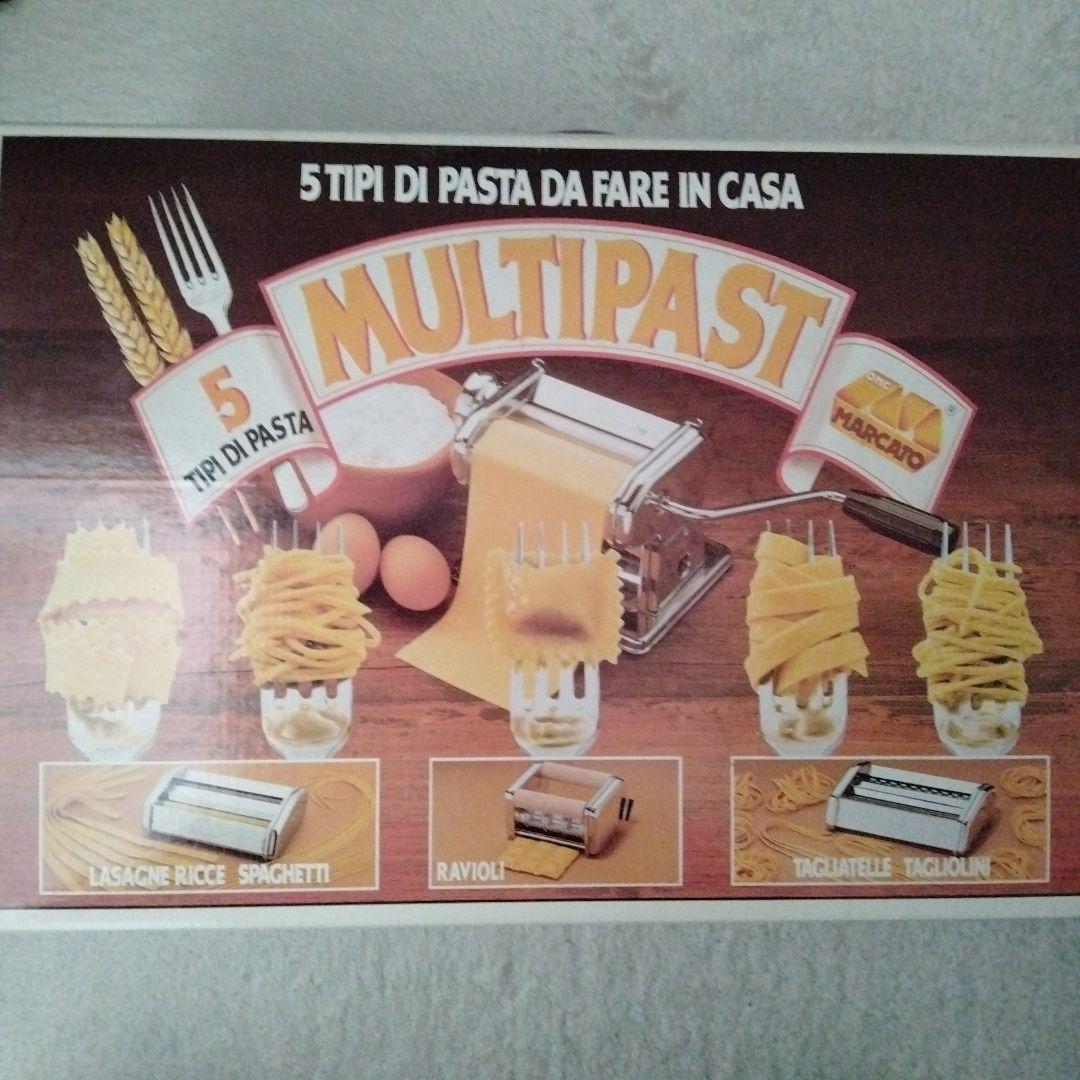 5 TIPI DI PASTA DA FARE IN CASA
MULTIPAST
5
TIPI DI PASTA
OMC
MARCATO
®
LASAGNE RICCE SPAGHETTI
RAVIOLI
TAGLIATELLE TAGLIOLINI